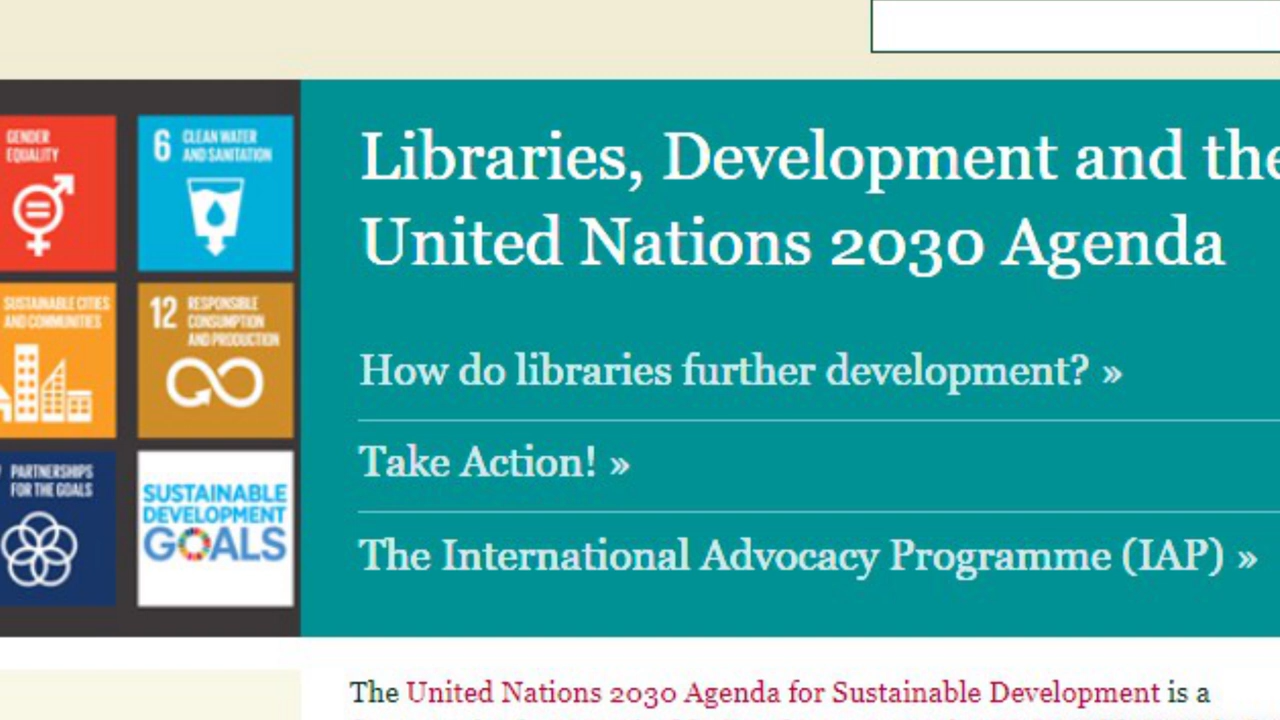 GENDER
EQUALITY
6 CLEAN WATER
AND SANITATION
SUSTAINABLE CITIES
AND COMMUNITIES
12 RESPONSIBLE
CONSUMPTION
AND PRODUCTION
PARTNERSHIPS
FOR THE GOALS
SUSTAINABLE
DEVELOPMENT
GOALS
Libraries, Development and the
United Nations 2030 Agenda
How do libraries further development? »
Take Action! »
The International Advocacy Programme (IAP) »
The United Nations 2030 Agenda for Sustainable Development is a